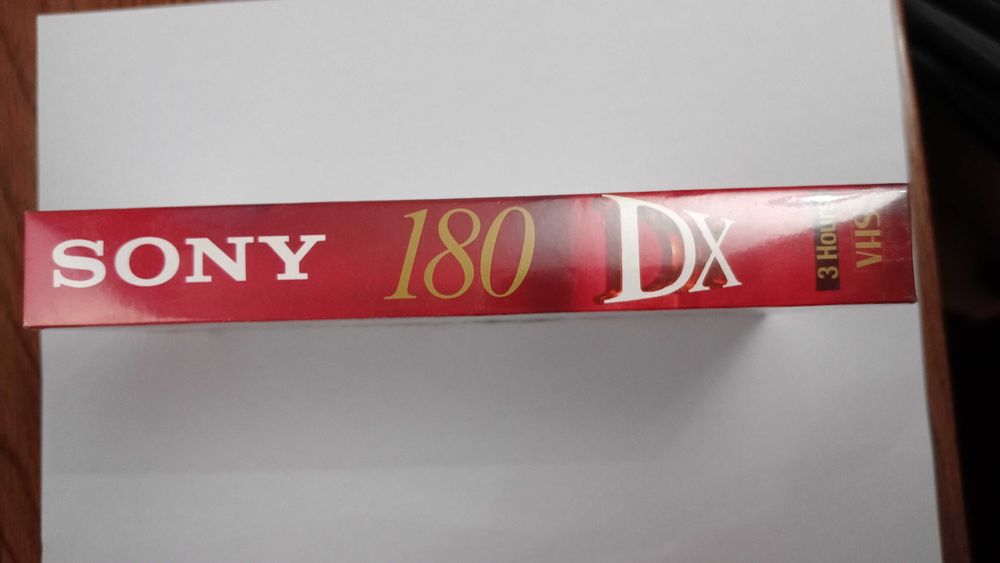 SONY 180 DX
3 Hours
VHS